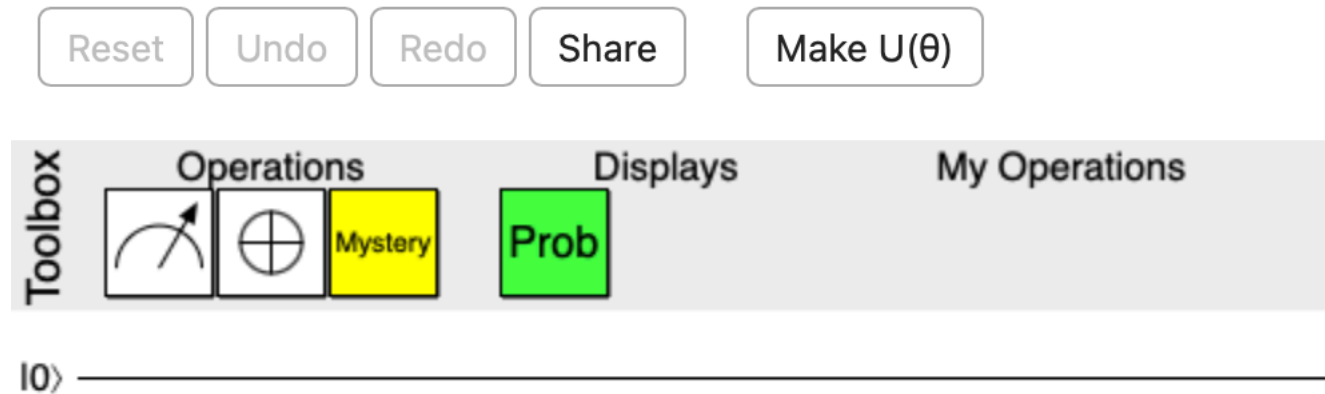 Reset Undo Redo Share Make U(θ)
Toolbox
Operations Displays My Operations
Mystery Prob
|0⟩